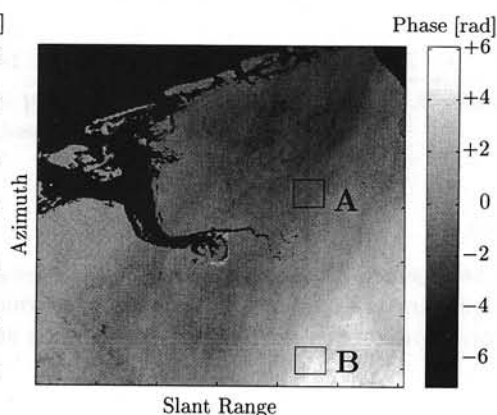 ]
Phase [rad]
+6
+4
+2
0
−2
−4
−6
Azimuth
A
B
Slant Range